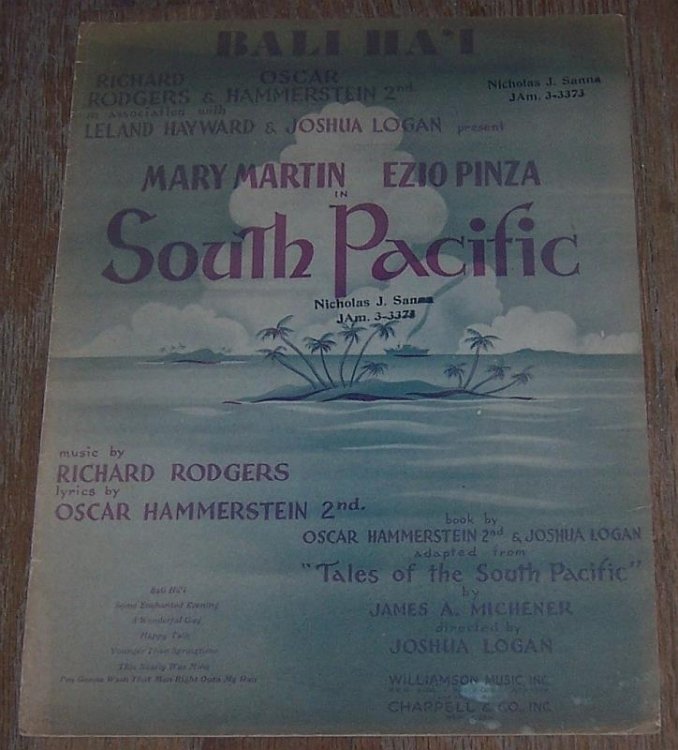 BALI HA'I
RICHARD OSCAR
RODGERS & HAMMERSTEIN 2nd.
in association with
LELAND HAYWARD & JOSHUA LOGAN present
Nicholas J. Sanna
JAm. 3-3373
MARY MARTIN EZIO PINZA
IN
South Pacific
Nicholas J. Sanna
JAm. 3-3373
music by
RICHARD RODGERS
lyrics by
OSCAR HAMMERSTEIN 2nd.
book by
OSCAR HAMMERSTEIN 2nd & JOSHUA LOGAN
adapted from
"Tales of the South Pacific"
by
JAMES A. MICHENER
directed by
JOSHUA LOGAN
Bali Ha'i
Some Enchanted Evening
A Wonderful Guy
Happy Talk
Younger Than Springtime
This Nearly Was Mine
I'm Gonna Wash That Man Right Outa My Hair
WILLIAMSON MUSIC, INC.
CHAPPELL & CO., INC.